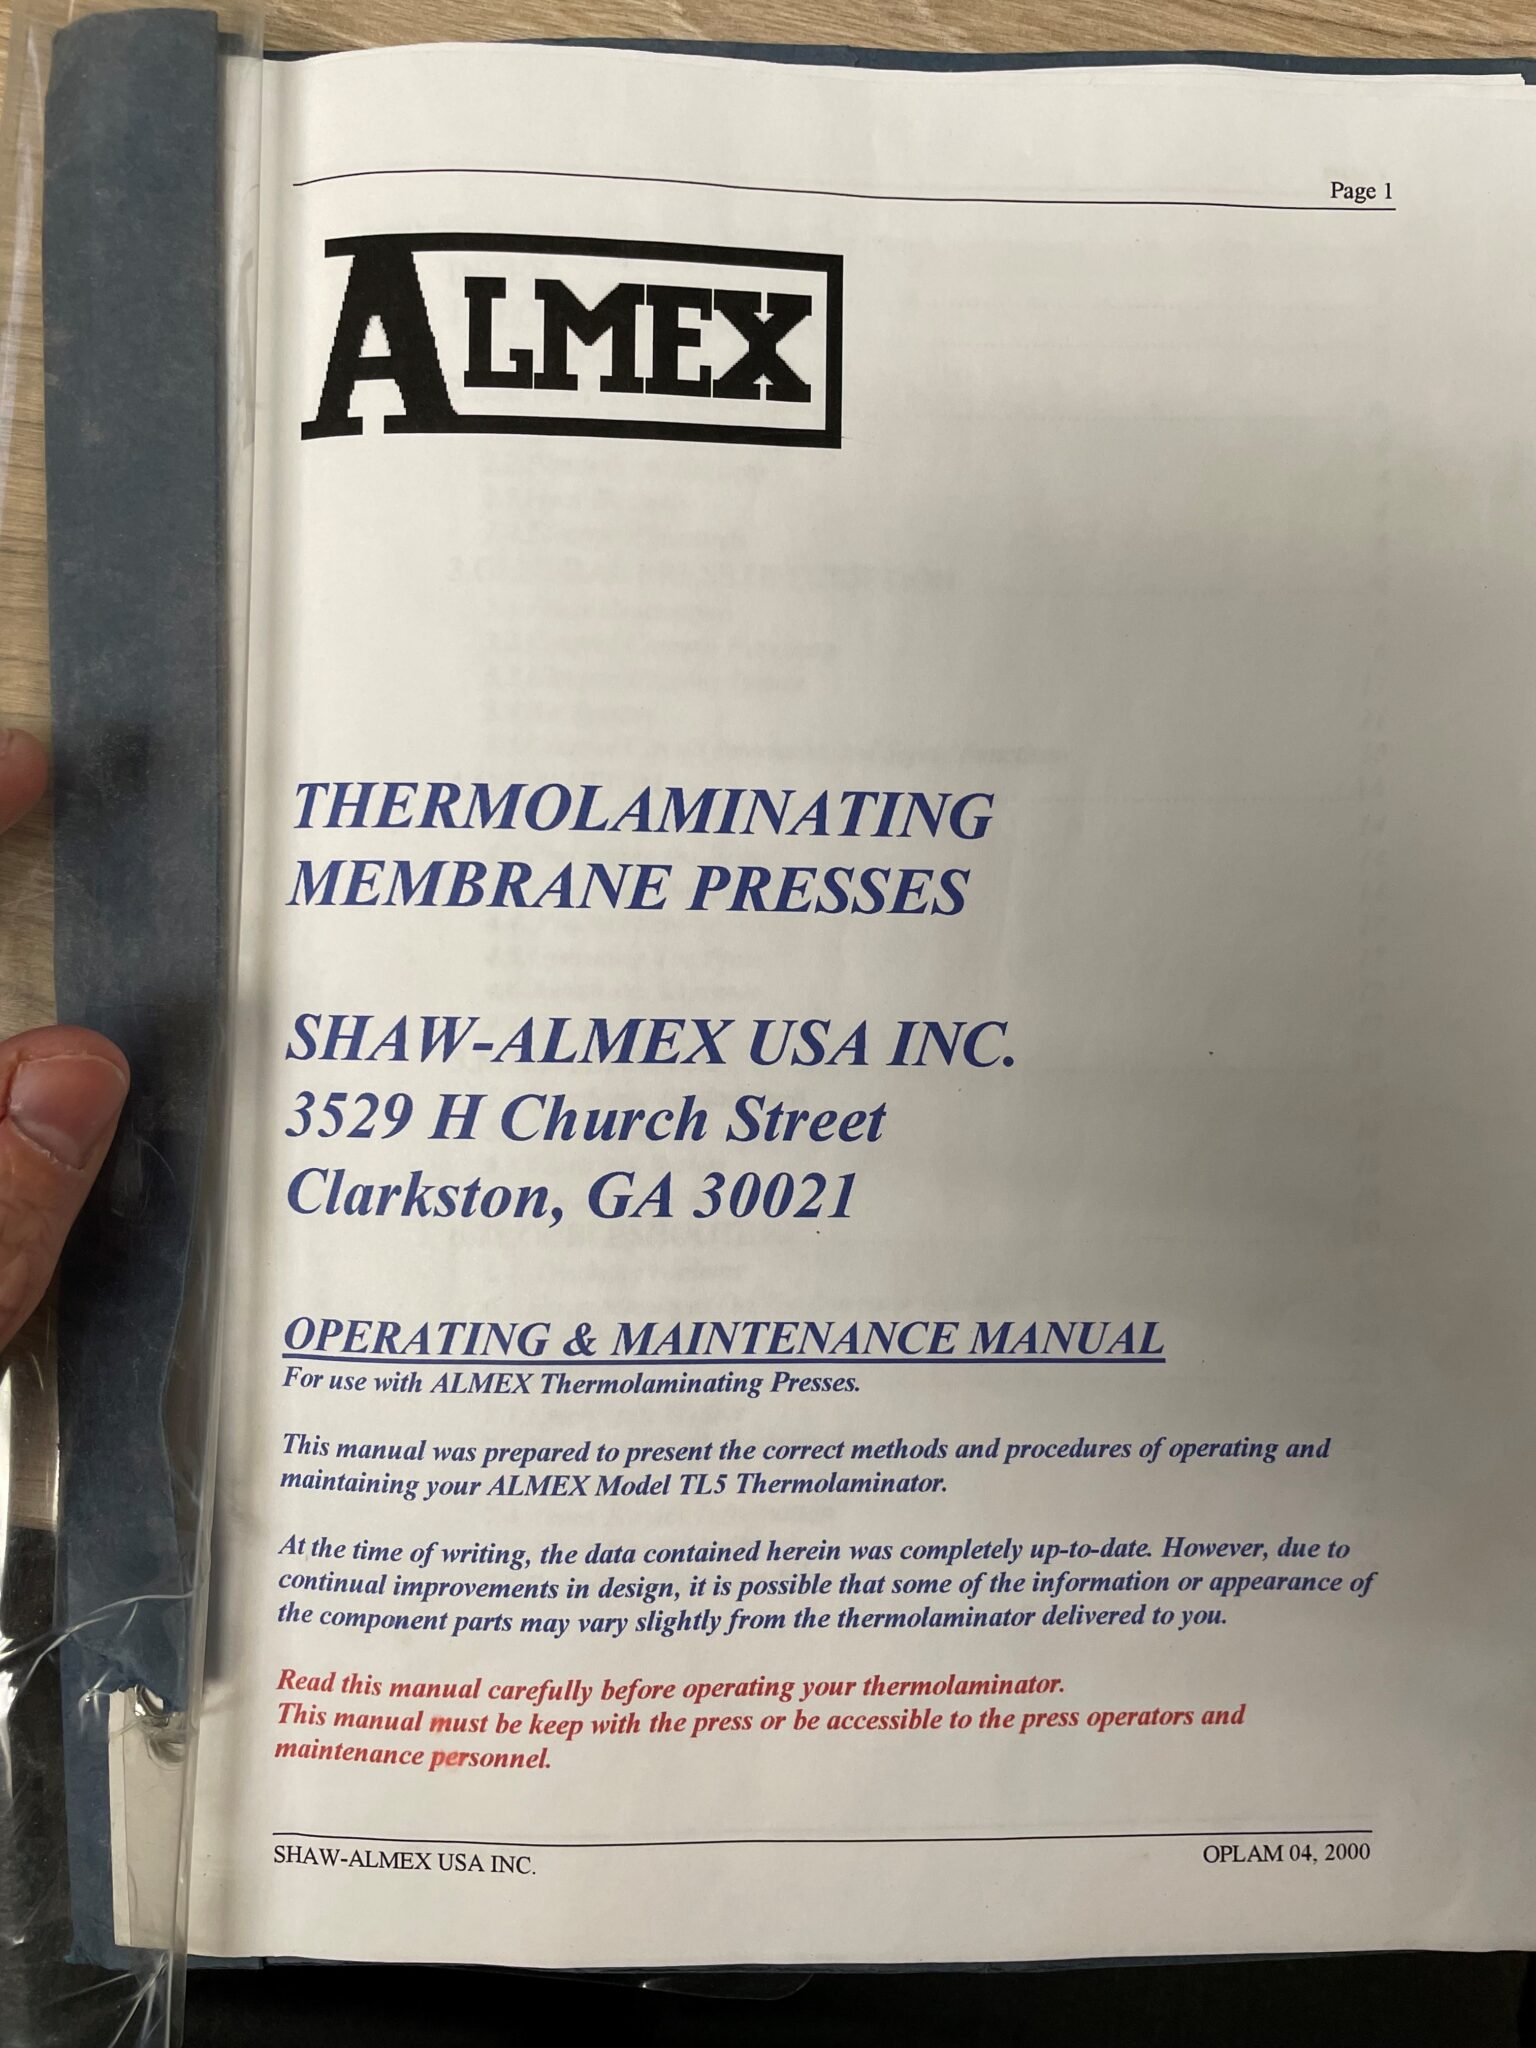 Page 1
ALMEX
THERMOLAMINATING
MEMBRANE PRESSES
SHAW-ALMEX USA INC.
3529 H Church Street
Clarkston, GA 30021
OPERATING & MAINTENANCE MANUAL
For use with ALMEX Thermolaminating Presses.
This manual was prepared to present the correct methods and procedures of operating and
maintaining your ALMEX Model TL5 Thermolaminator.
At the time of writing, the data contained herein was completely up-to-date. However, due to
continual improvements in design, it is possible that some of the information or appearance of
the component parts may vary slightly from the thermolaminator delivered to you.
Read this manual carefully before operating your thermolaminator.
This manual must be keep with the press or be accessible to the press operators and
maintenance personnel.
SHAW-ALMEX USA INC.
OPLAM 04, 2000